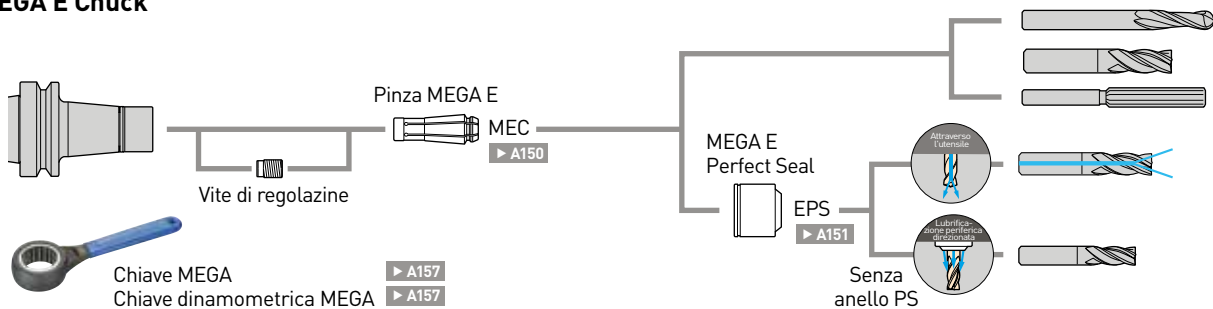 EGA E Chuck
Pinza MEGA E
MEC
▶ A150
Vite di regolazine
MEGA E
Perfect Seal
EPS
▶ A151
Attraverso
l'utensile
Lubrifica-
zione periferica
direzionata
Senza
anello PS
Chiave MEGA ▶ A157
Chiave dinamometrica MEGA ▶ A157